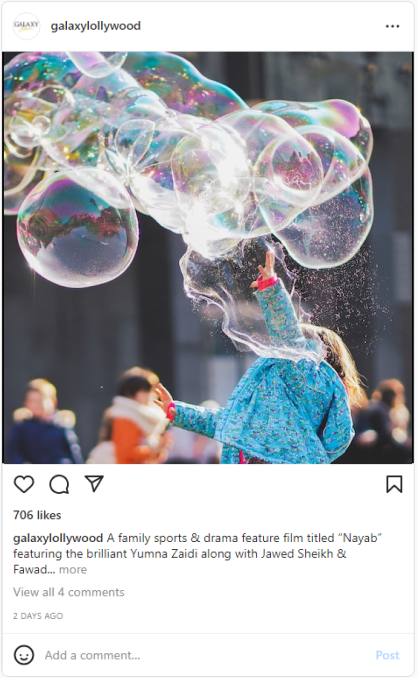 GALAXY
galaxylollywood
706 likes
galaxylollywood A family sports & drama feature film titled “Nayab”
featuring the brilliant Yumna Zaidi along with Jawed Sheikh &
Fawad... more
View all 4 comments
2 DAYS AGO
Add a comment...
Post